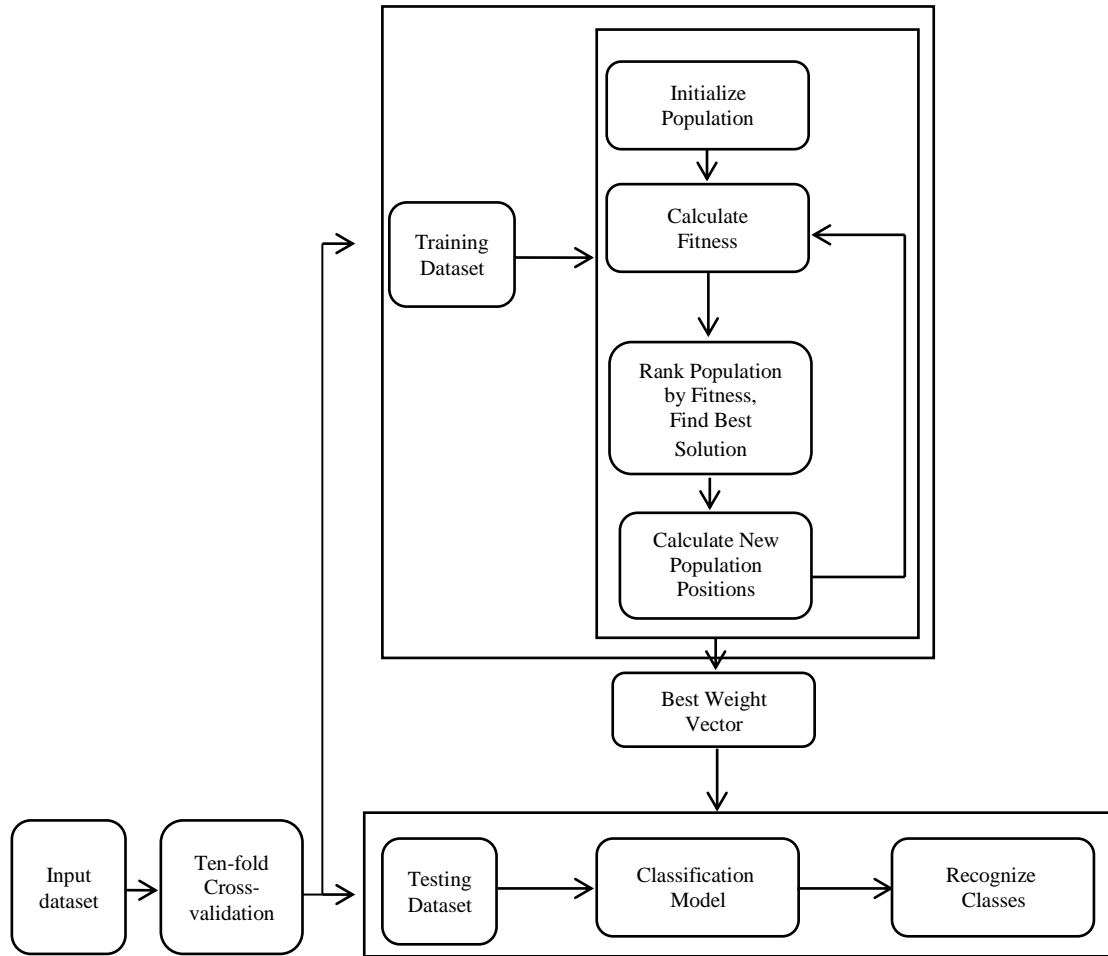 Initialize
Population
Calculate
Fitness
Training
Dataset
Rank Population
by Fitness,
Find Best
Solution
Calculate New
Population
Positions
Best Weight
Vector
Input
dataset
Ten-fold
Cross-
validation
Testing
Dataset
Classification
Model
Recognize
Classes